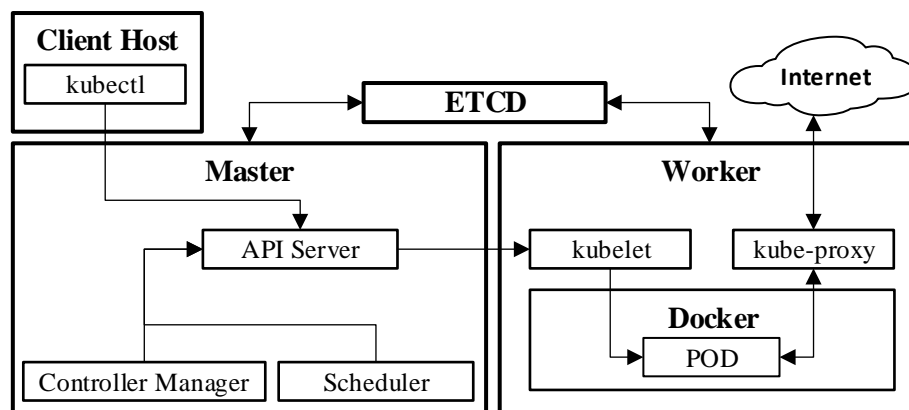 Client Host
kubectl
ETCD
Internet
Master
API Server
Controller Manager
Scheduler
Worker
kubelet
kube-proxy
Docker
POD